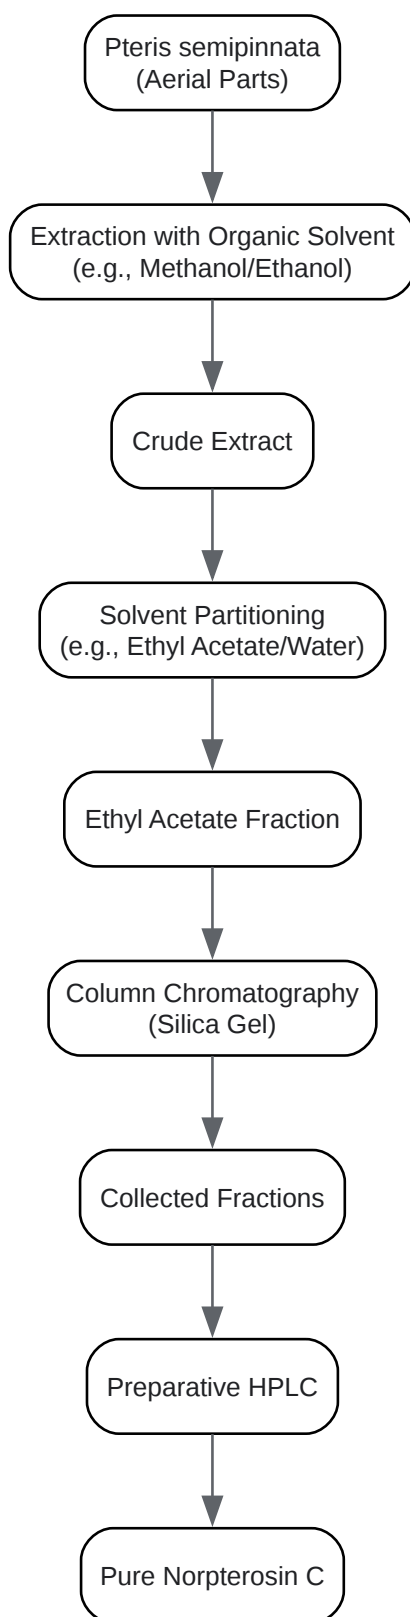 Pteris semipinnata
(Aerial Parts)
Extraction with Organic Solvent
(e.g., Methanol/Ethanol)
Crude Extract
Solvent Partitioning
(e.g., Ethyl Acetate/Water)
Ethyl Acetate Fraction
Column Chromatography
(Silica Gel)
Collected Fractions
Preparative HPLC
Pure Norpterosin C